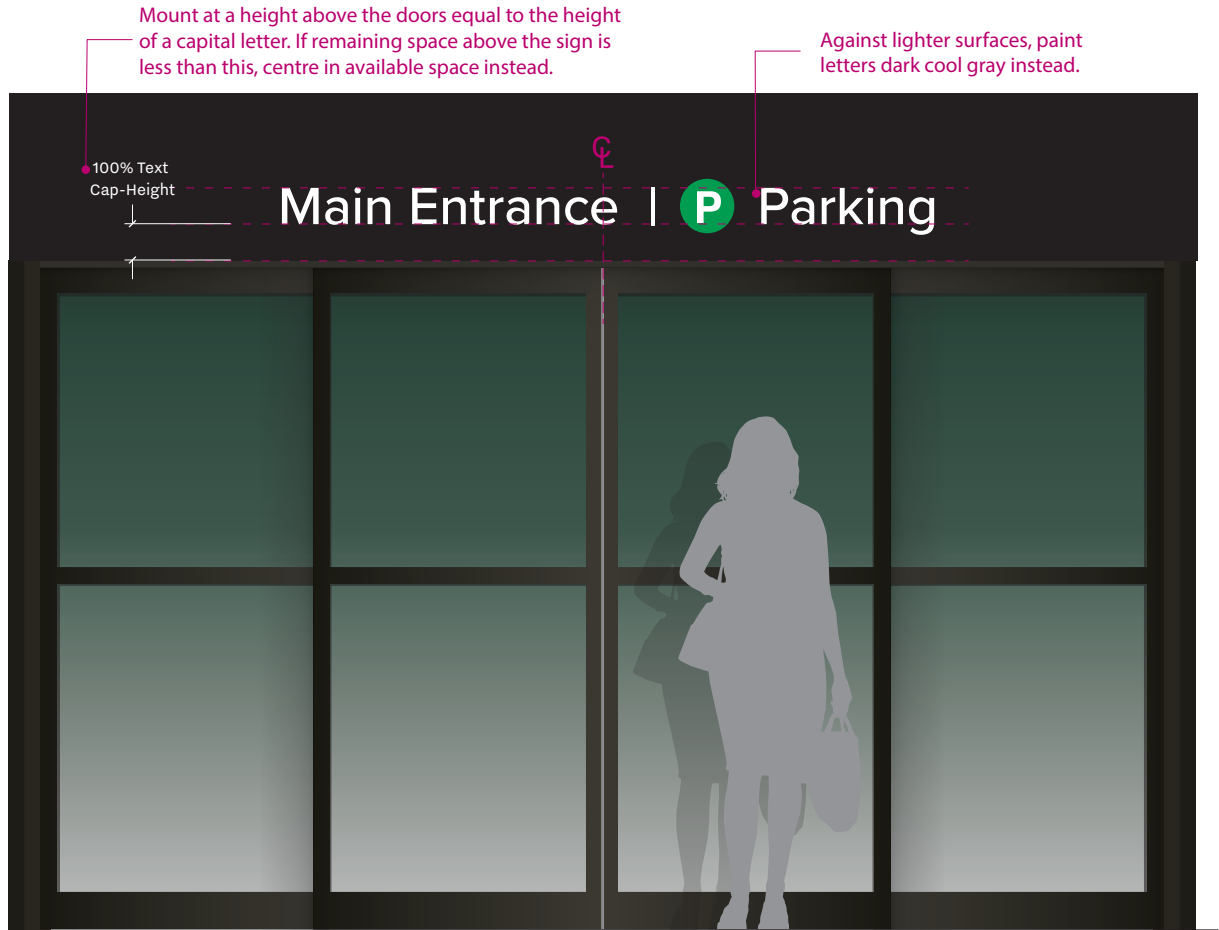 Mount at a height above the doors equal to the height
of a capital letter. If remaining space above the sign is
less than this, centre in available space instead.
Against lighter surfaces, paint
letters dark cool gray instead.
℄
100% Text
Cap-Height
Main Entrance | P Parking